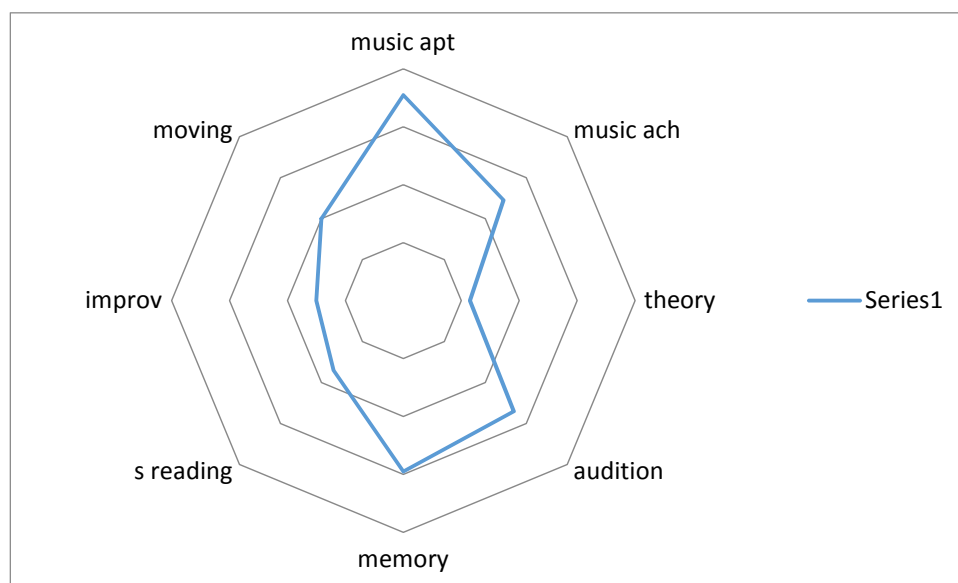 music apt
music ach
theory
audition
memory
s reading
improv
moving
Series1